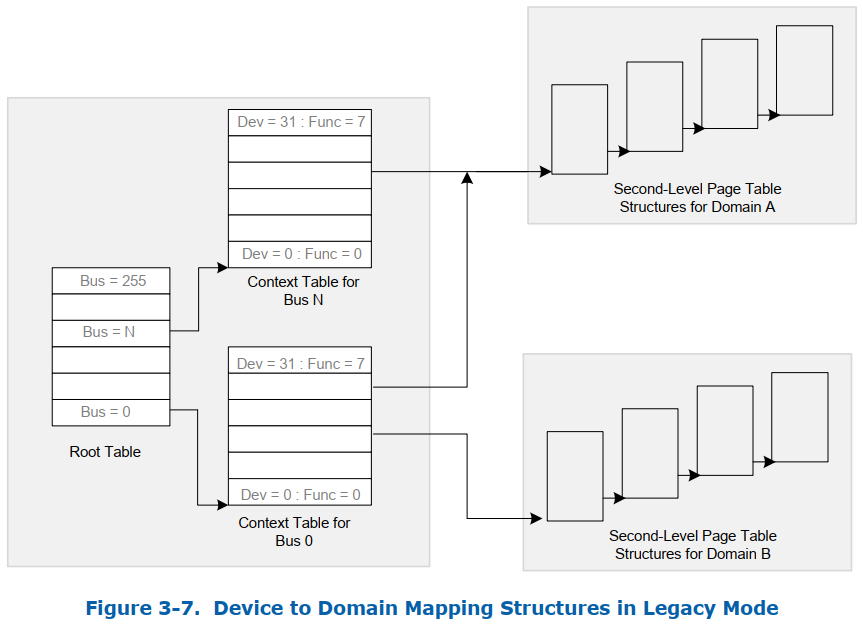 Dev = 31 : Func = 7
Dev = 0 : Func = 0
Context Table for
Bus N
Bus = 255
Bus = N
Bus = 0
Root Table
Dev = 31 : Func = 7
Dev = 0 : Func = 0
Context Table for
Bus 0
Second-Level Page Table
Structures for Domain A
Second-Level Page Table
Structures for Domain B
Figure 3-7. Device to Domain Mapping Structures in Legacy Mode